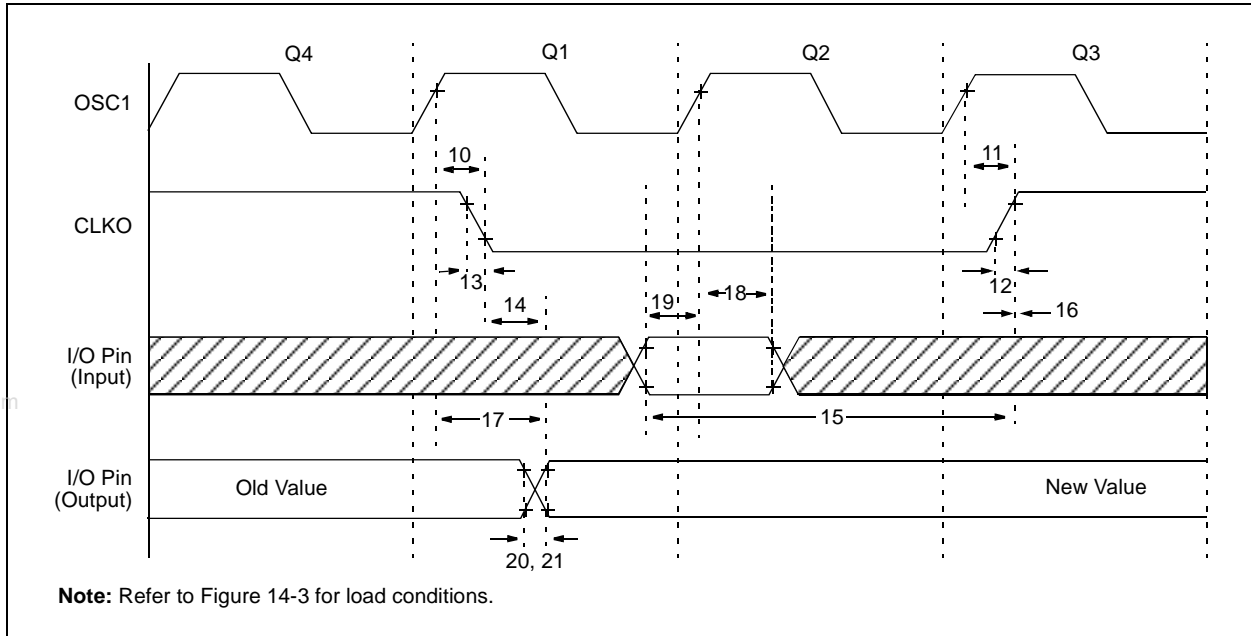 Q4 Q1 Q2 Q3
OSC1
10 11
CLKO
13 12
14 19 18 16
I/O Pin
(Input)
m
17 15
I/O Pin
(Output)
Old Value New Value
20, 21
Note: Refer to Figure 14-3 for load conditions.